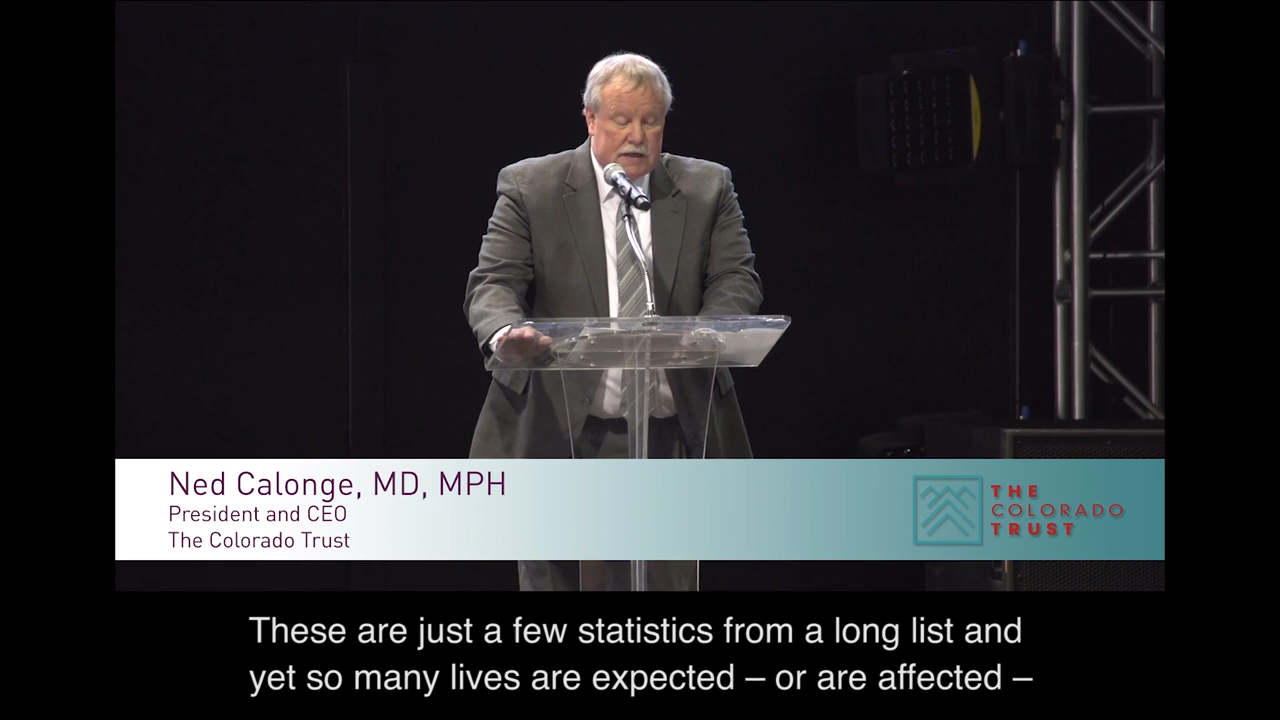 Ned Calonge, MD, MPH
President and CEO
The Colorado Trust
THE
COLORADO
TRUST
These are just a few statistics from a long list and
yet so many lives are expected – or are affected –